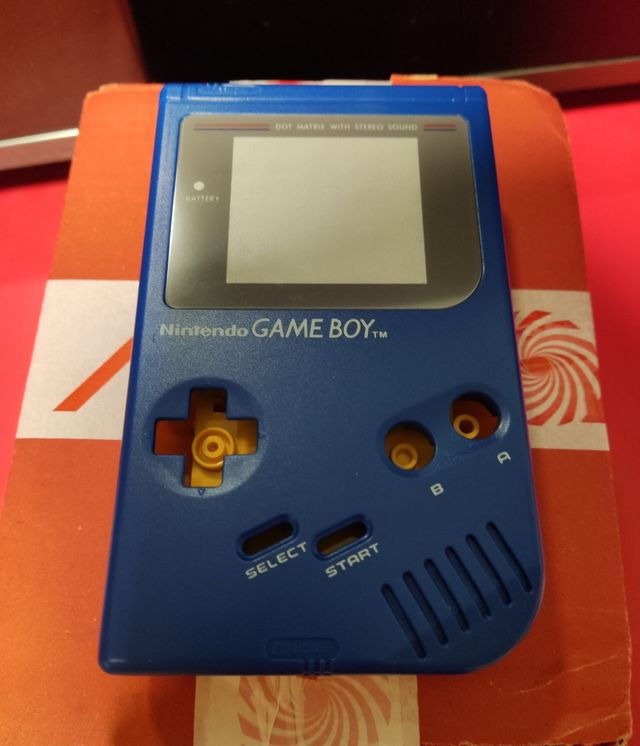 DOT MATRIX WITH STEREO SOUND
BATTERY
Nintendo GAME BOY™
B
A
SELECT
START